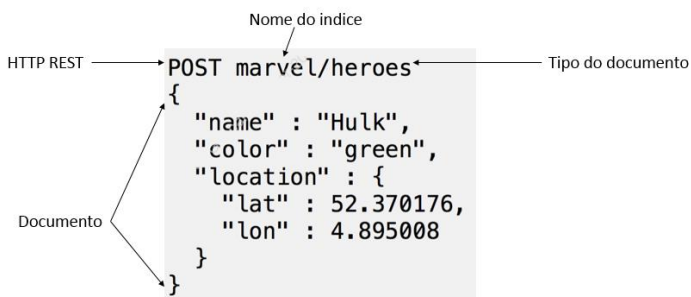 Nome do indice
HTTP REST
POST marvel/heroes
Tipo do documento
{
"name" : "Hulk",
"color" : "green",
"location" : {
"lat" : 52.370176,
"lon" : 4.895008
}
}
Documento